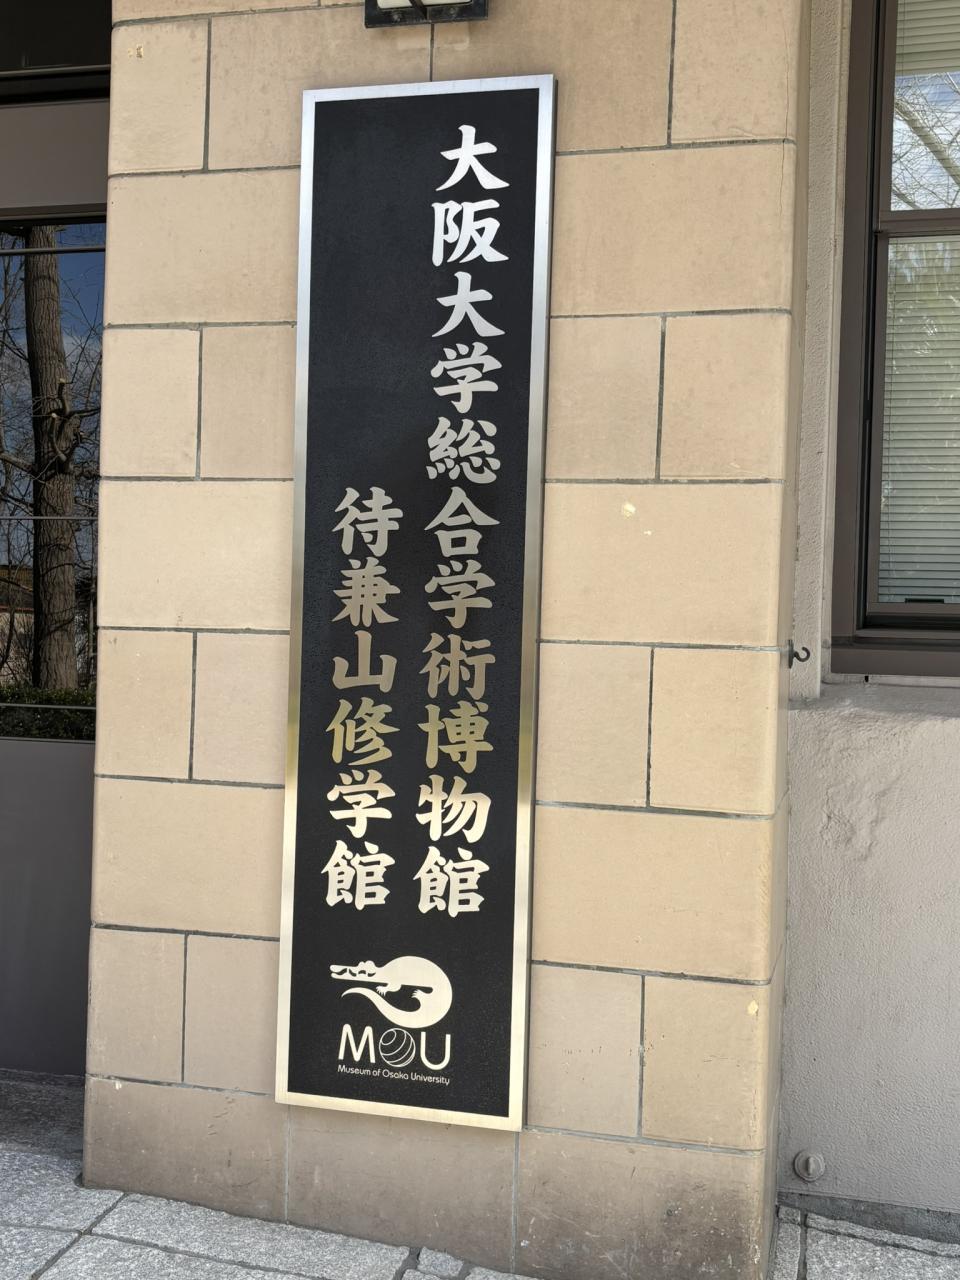 大阪大学総合学術博物館
待兼山修学館
MOU
Museum of Osaka University